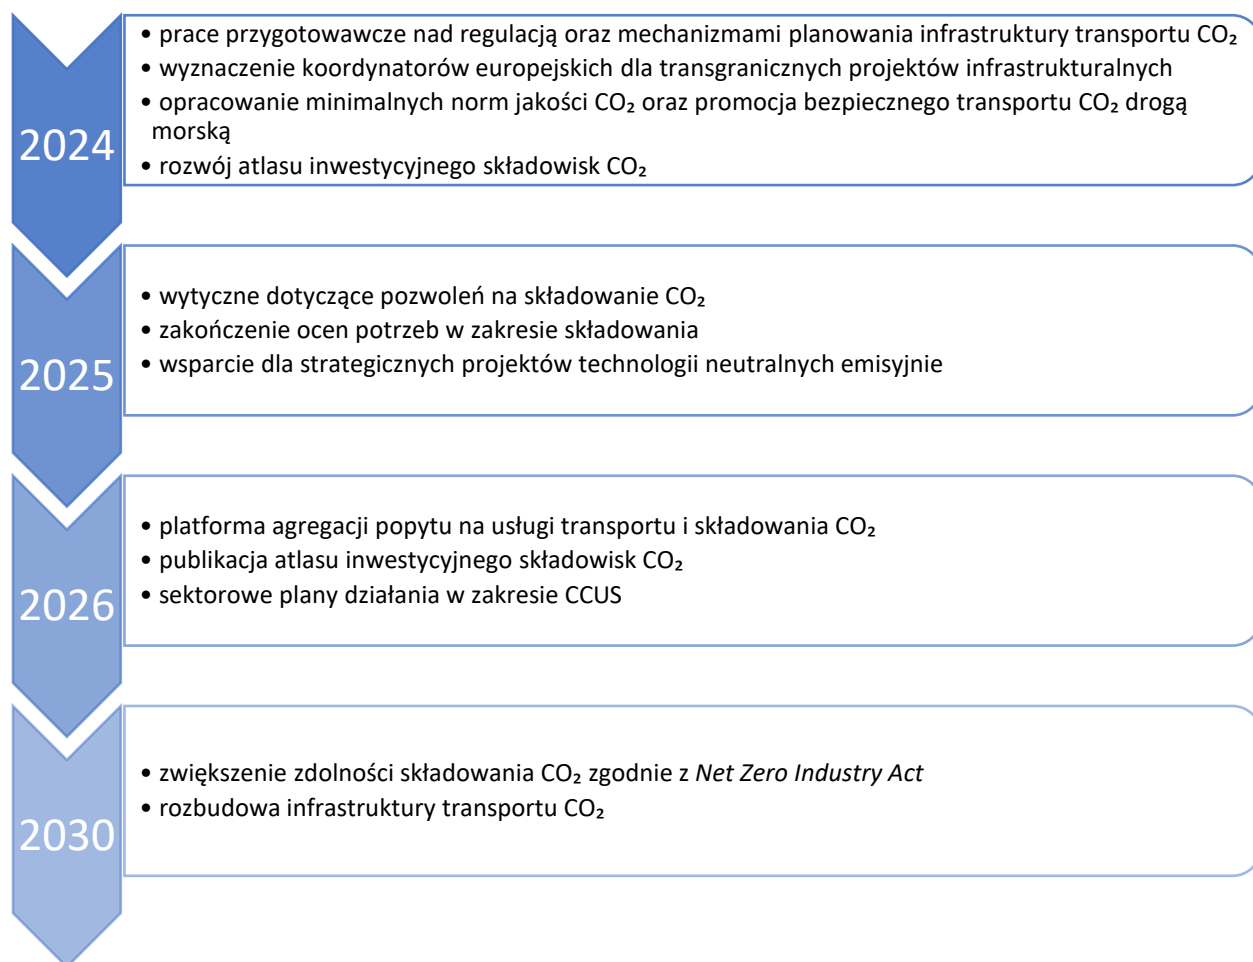 2024
• prace przygotowawcze nad regulacją oraz mechanizmami planowania infrastruktury transportu CO₂
• wyznaczenie koordynatorów europejskich dla transgranicznych projektów infrastrukturalnych
• opracowanie minimalnych norm jakości CO₂ oraz promocja bezpiecznego transportu CO₂ drogą
morską
• rozwój atlasu inwestycyjnego składowisk CO₂
2025
• wytyczne dotyczące pozwoleń na składowanie CO₂
• zakończenie ocen potrzeb w zakresie składowania
• wsparcie dla strategicznych projektów technologii neutralnych emisyjnie
2026
• platforma agregacji popytu na usługi transportu i składowania CO₂
• publikacja atlasu inwestycyjnego składowisk CO₂
• sektorowe plany działania w zakresie CCUS
2030
• zwiększenie zdolności składowania CO₂ zgodnie z Net Zero Industry Act
• rozbudowa infrastruktury transportu CO₂